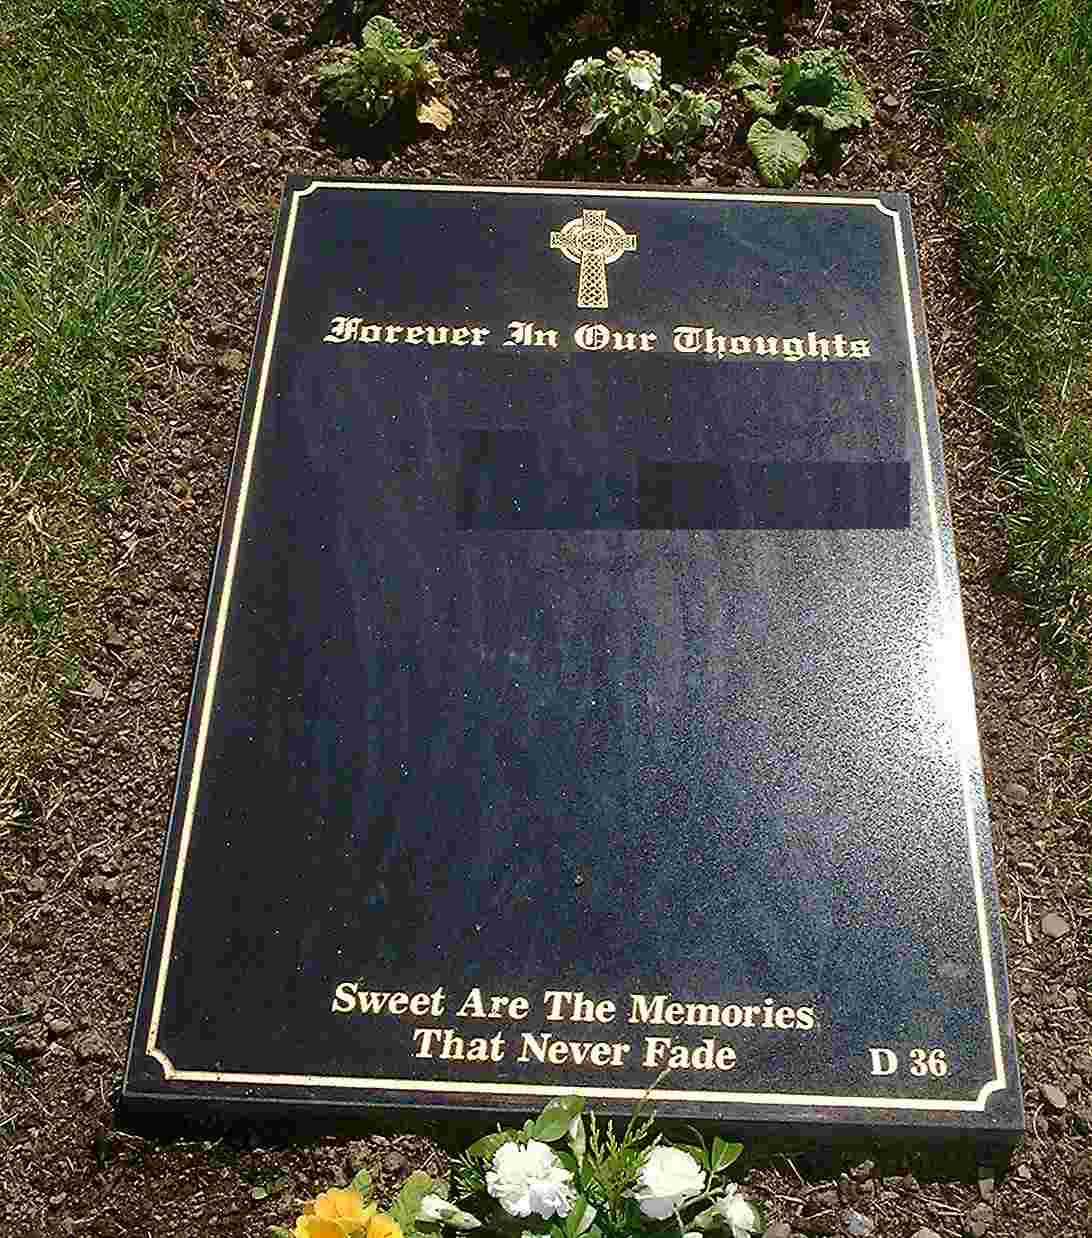 Forever In Our Thoughts
Sweet Are The Memories
That Never Fade
D 36